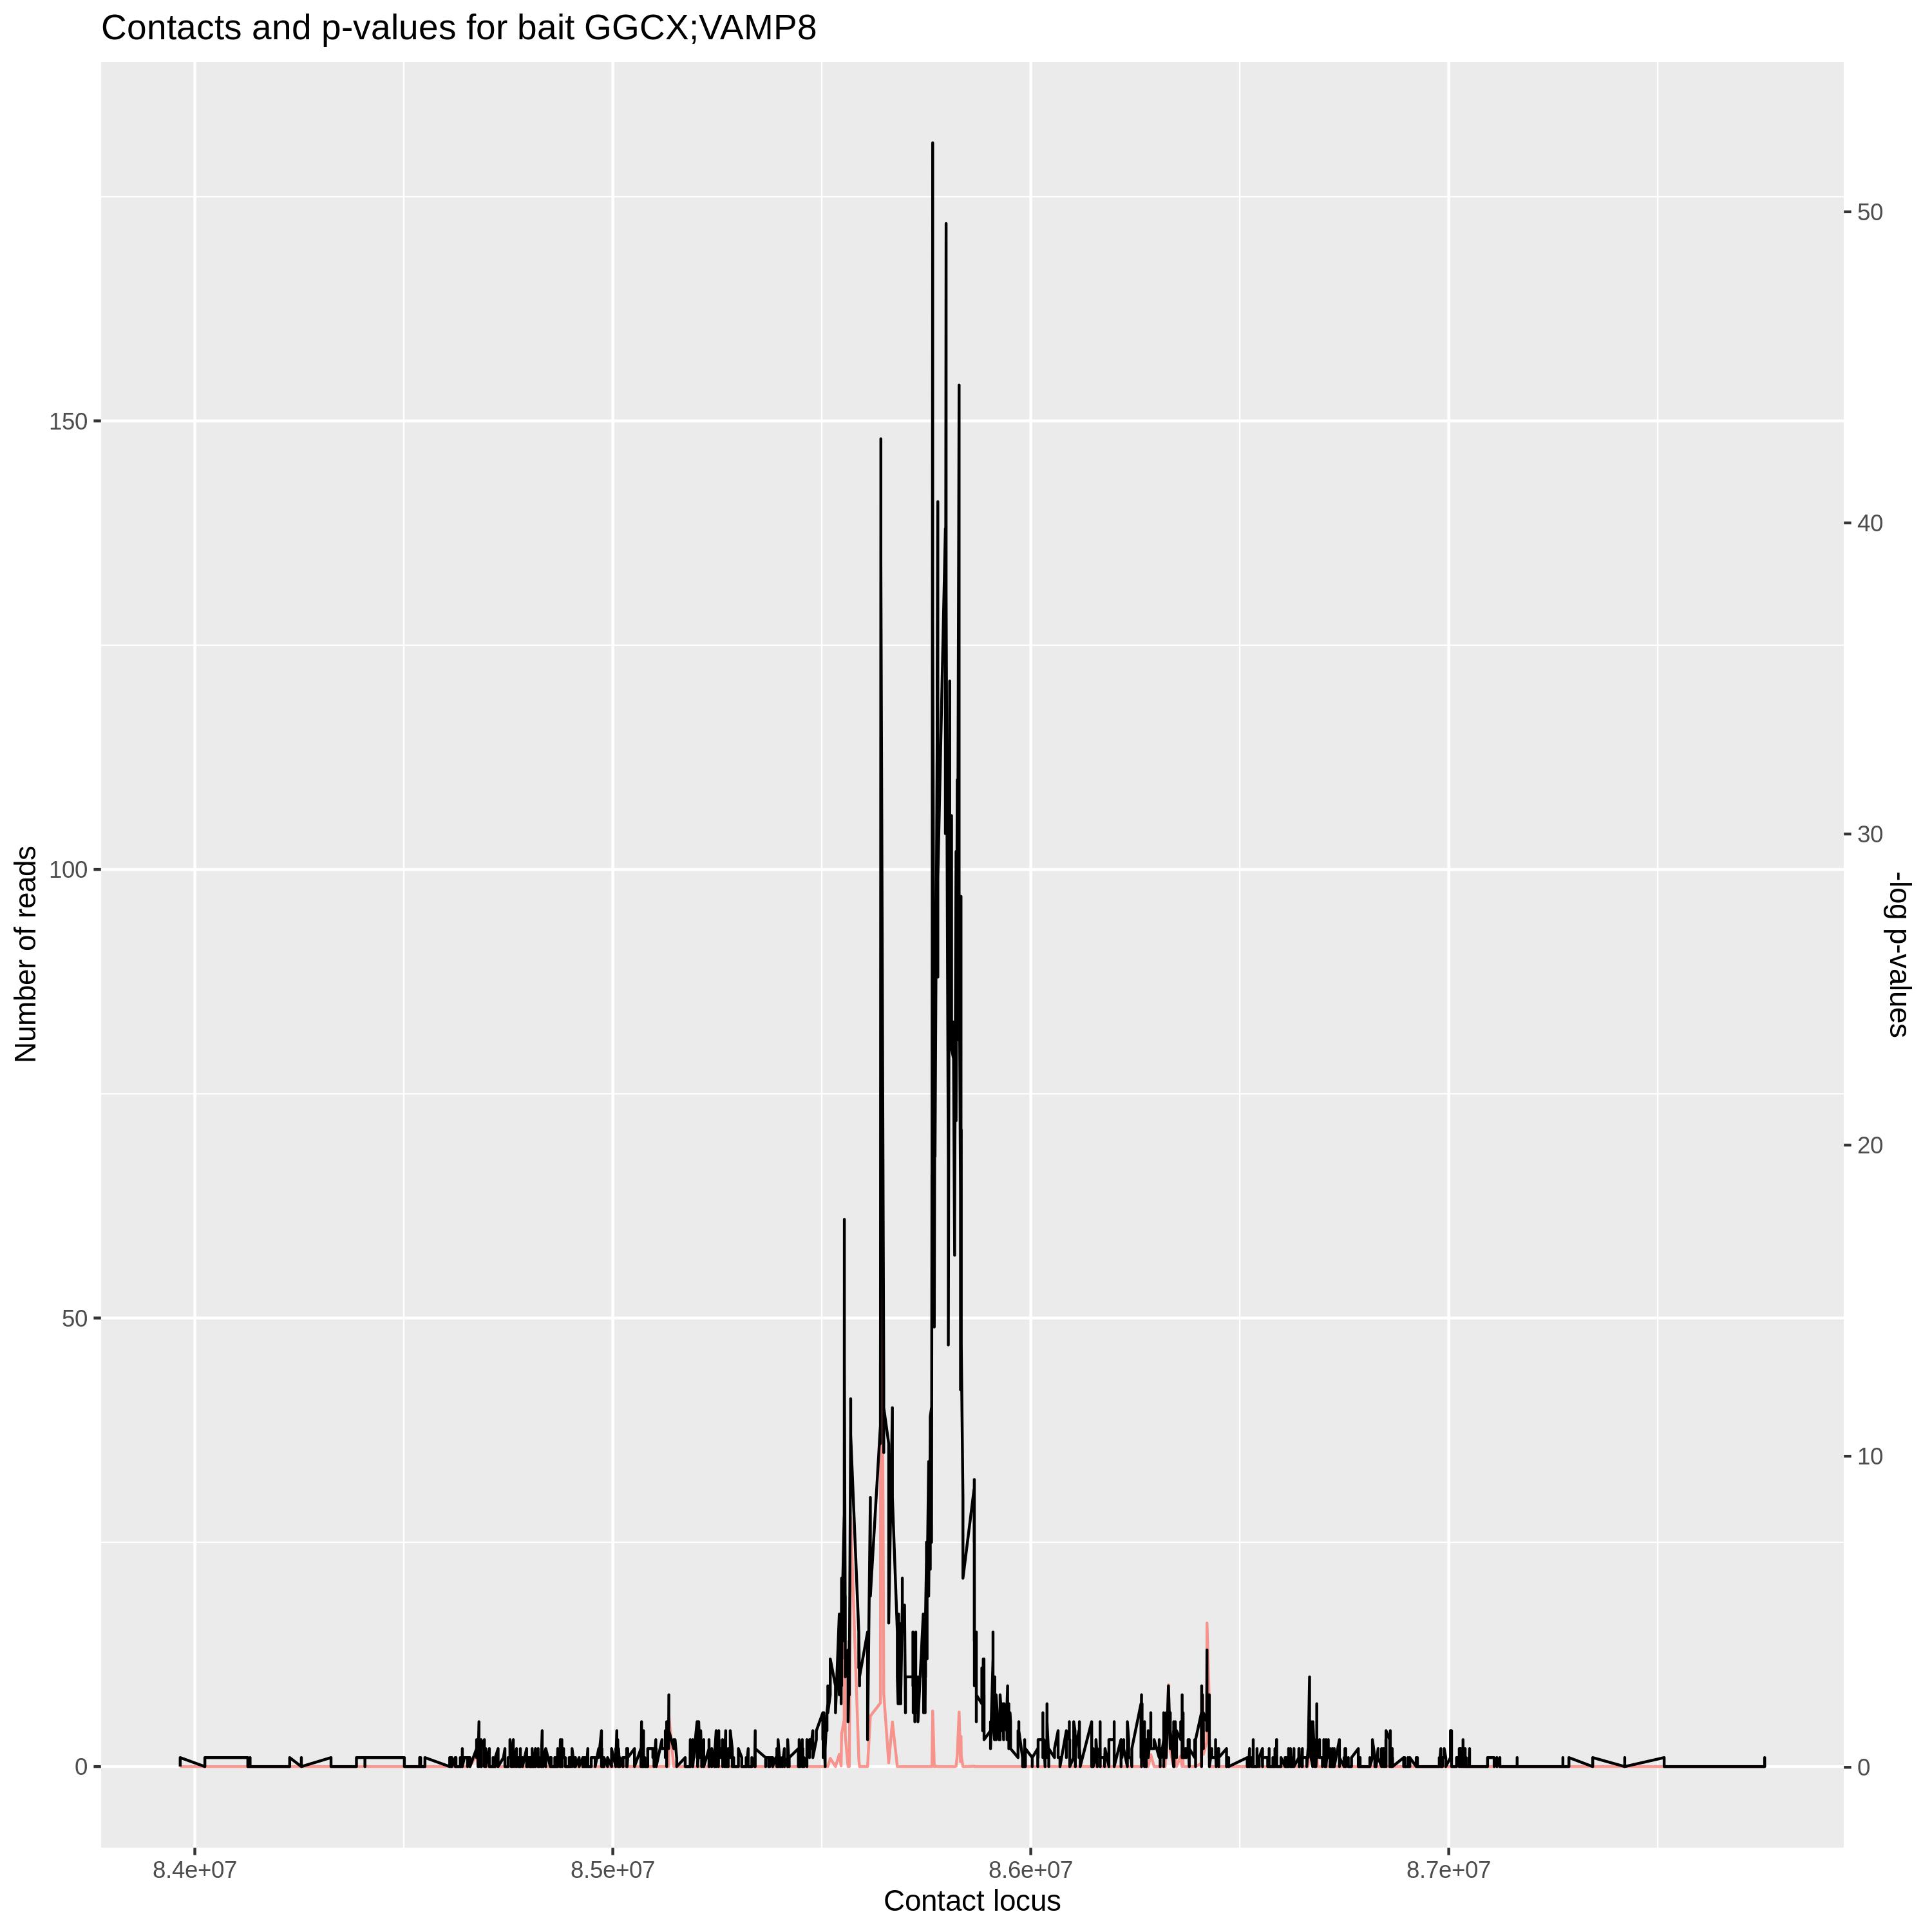 Contacts and p-values for bait GGCX;VAMP8
Number of reads
150
100
50
0
50
40
30
20
10
0
-log p-values
8.4e+07 8.5e+07 8.6e+07 8.7e+07
Contact locus